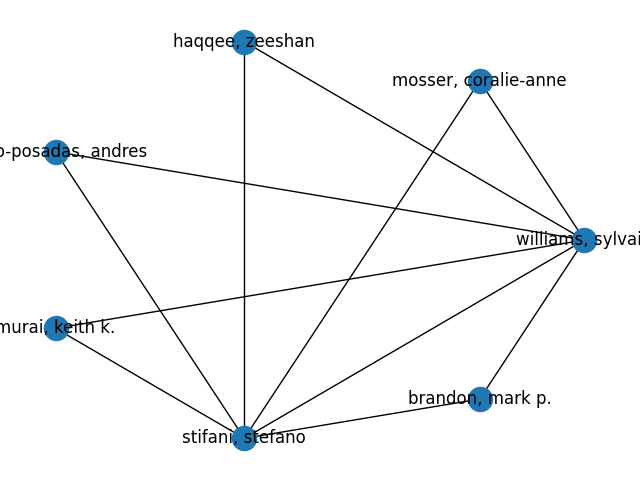 haqqee, zeeshan
mosser, coralie-anne
o-posadas, andres
williams, sylvai
murai, keith k.
brandon, mark p.
stifani, stefano